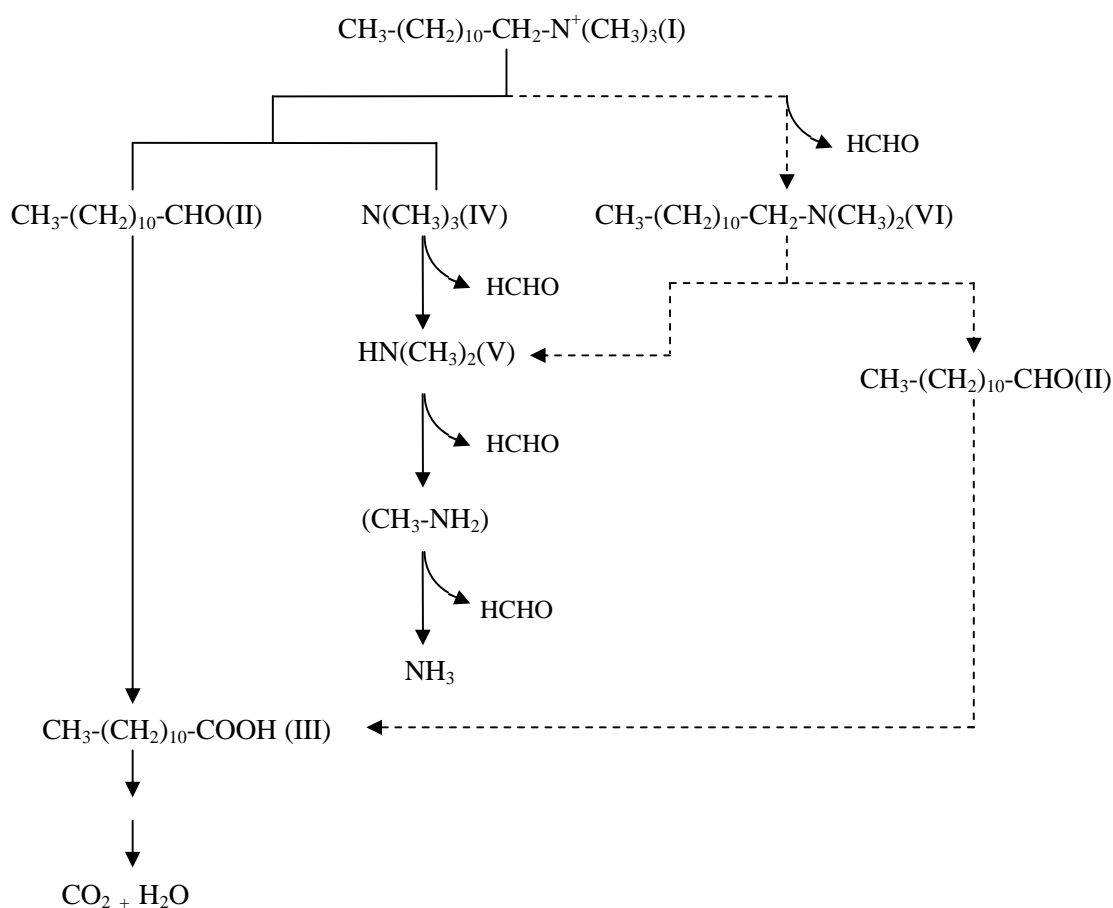 CH₃-(CH₂)₁₀-CH₂-N⁺(CH₃)₃(I)
HCHO
CH₃-(CH₂)₁₀-CHO(II) N(CH₃)₃(IV) CH₃-(CH₂)₁₀-CH₂-N(CH₃)₂(VI)
HCHO
HN(CH₃)₂(V)
CH₃-(CH₂)₁₀-CHO(II)
HCHO
(CH₃-NH₂)
HCHO
NH₃
CH₃-(CH₂)₁₀-COOH (III)
CO₂ + H₂O